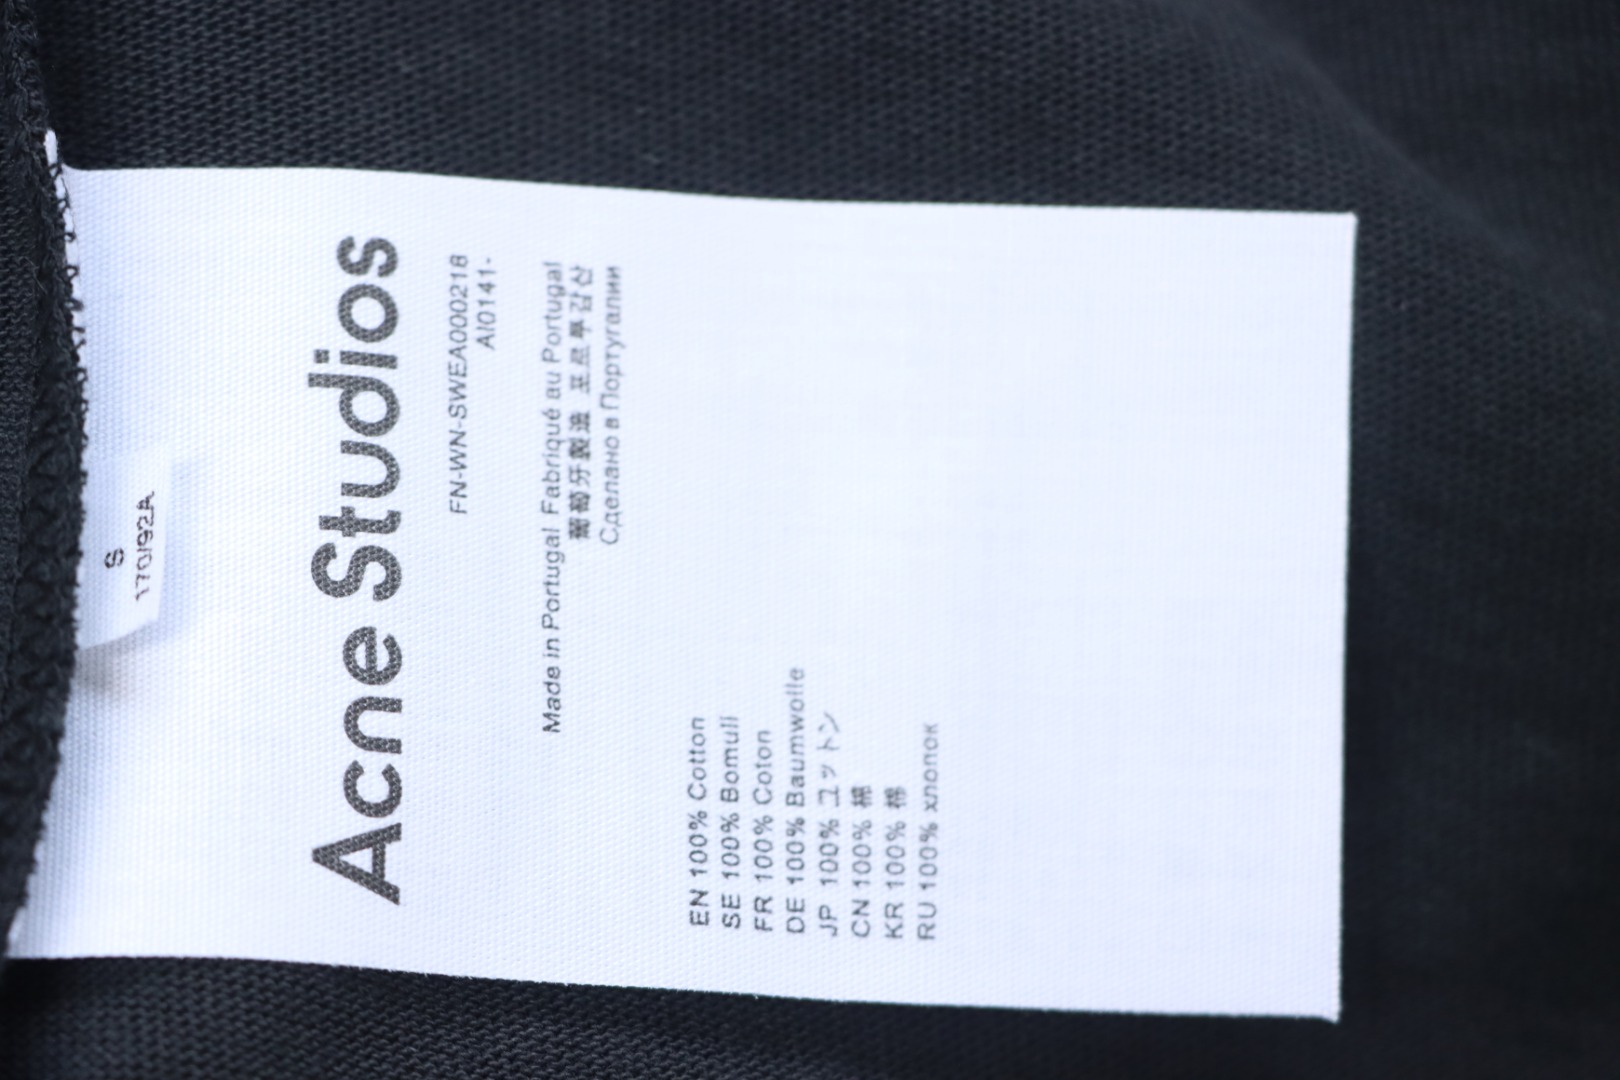 S
170/92A
Acne Studios
FN-WN-SWEA000218
AI0141-
Made in Portugal Fabriqué au Portugal
葡萄牙製造 포르투갈산
Сделано в Португалии
EN 100% Cotton
SE 100% Bomull
FR 100% Coton
DE 100% Baumwolle
JP 100% コットン
CN 100% 棉
KR 100% 棉
RU 100% хлопок